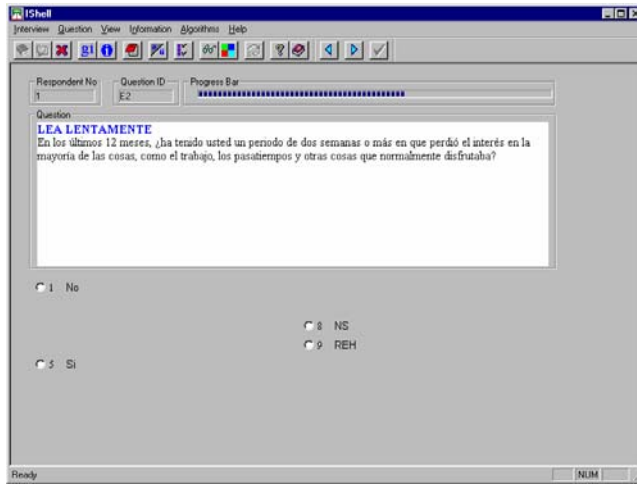 IShell
Interview Question View Information Algorithms Help
Respondent No
Question ID
Progress Bar
1
E2
Question
LEA LENTAMENTE
En los últimos 12 meses, ¿ha tenido usted un periodo de dos semanas o más en que perdió el interés en la
mayoría de las cosas, como el trabajo, los pasatiempos y otras cosas que normalmente disfrutaba?
1 No
8 NS
9 REH
5 Si
Ready
NUM